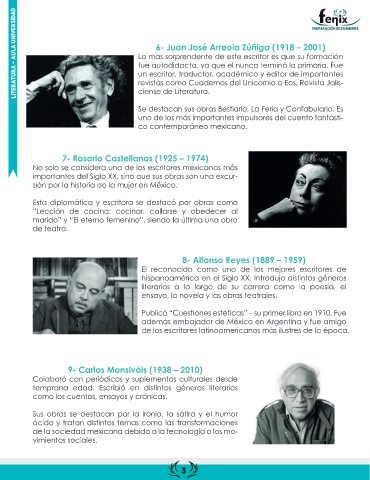 LITERATURA - AULA UNIVERSIDAD
fenix
PREPARACIÓN DE EXÁMENES
6- Juan José Arreola Zúñiga (1918 – 2001)
Lo más sorprendente de este escritor es que su formación
fue autodidacta, ya que el nunca terminó la primaria. Fue
un escritor, traductor, académico y editor de importantes
revistas como Cuadernos del Unicornio o Eos, Revista Jalis-
ciense de Literatura.
Se destacan sus obras Bestiario, La Feria y Confabulario. Es
uno de los más importantes impulsores del cuento fantásti-
co contemporáneo mexicano.
7- Rosario Castellanos (1925 – 1974)
No solo se considera una de las escritores mexicanos más
importantes del Siglo XX, sino que sus obras son una excur-
sión por la historia de la mujer en México.
Esta diplomática y escritora se destacó por obras como
“Lección de cocina: cocinar, callarse y obedecer al
marido” y “El eterno femenino”, siendo la última una obra
de teatro.
8- Alfonso Reyes (1889 – 1959)
El reconocido como uno de los mejores escritores de
hispanoamérica en el Siglo XX. Introdujo distintos géneros
literarios a lo largo de su carrera como la poesía, el
ensayo, la novela y las obras teatrales.
Publicó “Cuestiones estéticas” – su primer libro en 1910. Fue
además embajador de México en Argentina y fue amigo
de los escritores latinoamericanos más ilustres de la época.
9- Carlos Monsiváis (1938 – 2010)
Colaboró con periódicos y suplementos culturales desde
temprana edad. Escribió en distintos géneros literarios
como los cuentos, ensayos y crónicas.
Sus obras se destacan por la ironía, la sátira y el humor
ácido y tratan distintos temas como las transformaciones
de la sociedad mexicana debido a la tecnología o los mo-
vimientos sociales.
3